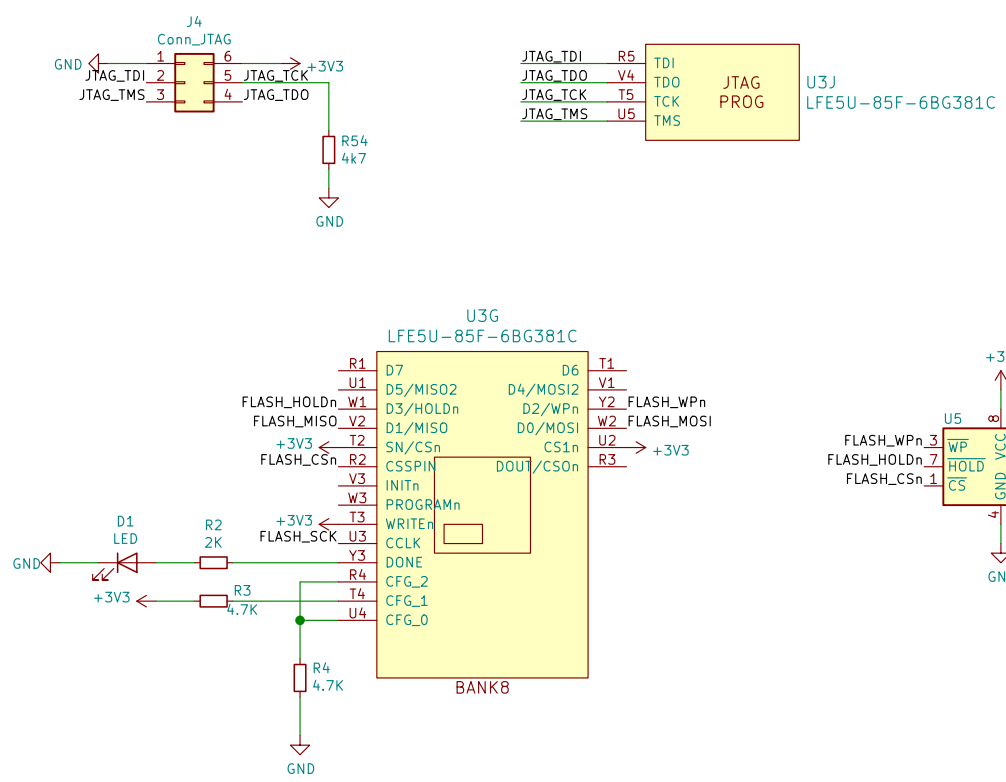 J4
Conn_JTAG
GND 1 6 +3V3
JTAG_TDI 2 5 JTAG_TCK
JTAG_TMS 3 4 JTAG_TDO
R54
4k7
GND
JTAG_TDI R5 TDI
JTAG_TDO V4 TDO
JTAG_TCK T5 TCK
JTAG_TMS U5 TMS
JTAG
PROG
U3J
LFE5U-85F-6BG381C
U3G
LFE5U-85F-6BG381C
R1 D7 D6 T1
U1 D5/MISO2 D4/MOSI2 V1
FLASH_HOLDn W1 D3/HOLDn D2/WPn Y2 FLASH_WPn
FLASH_MISO V2 D1/MISO D0/MOSI W2 FLASH_MOSI
+3V3 T2 SN/CSn CS1n U2 +3V3
FLASH_CSn R2 CSSPIN DOUT/CSOn R3
V3 INITn
W3 PROGRAMn
+3V3 T3 WRITEn
FLASH_SCK U3 CCLK
Y3 DONE
R4 CFG_2
T4 CFG_1
U4 CFG_0
BANK8
D1
LED
GND
R2
2K
+3V3
R3
4.7K
R4
4.7K
GND
+3
8
U5
VCC
FLASH_WPn 3 WP
FLASH_HOLDn 7 HOLD
FLASH_CSn 1 CS
GND
4
GN